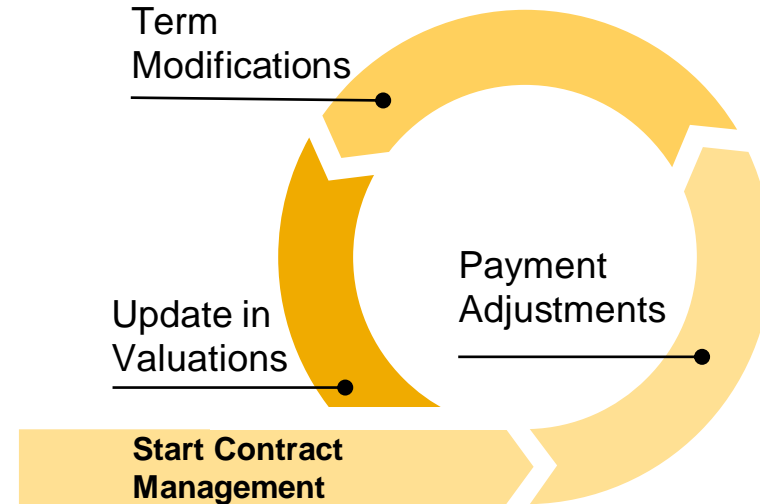 Term
Modifications
Payment
Adjustments
Update in
Valuations
Start Contract
Management